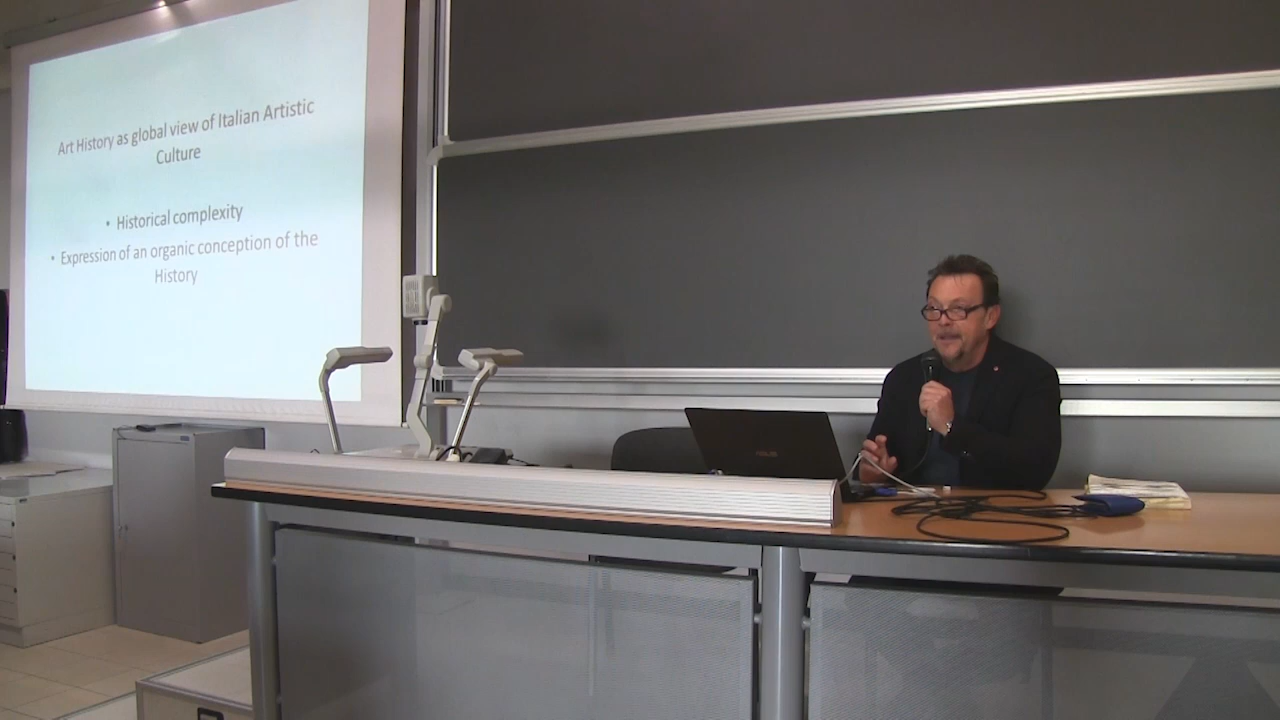 Art History as global view of Italian Artistic
Culture
• Historical complexity
• Expression of an organic conception of the
History
ASUS